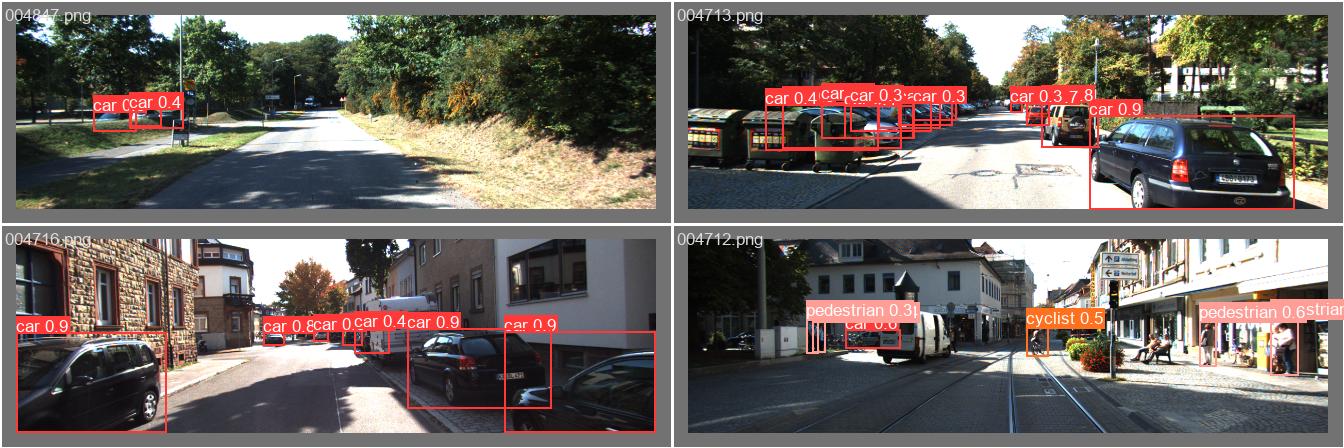 004847.png
car 0
car 0.4
004713.png
car 0.4
car
0.3
car 0.3
car 0.3
7
.8
car 0.9
004716.png
car 0.9
car 0.8
car 0
car 0.4
car 0.9
car 0.9
004712.png
pedestrian 0.3
car 0.6
cyclist 0.5
pedestrian 0.6
strian